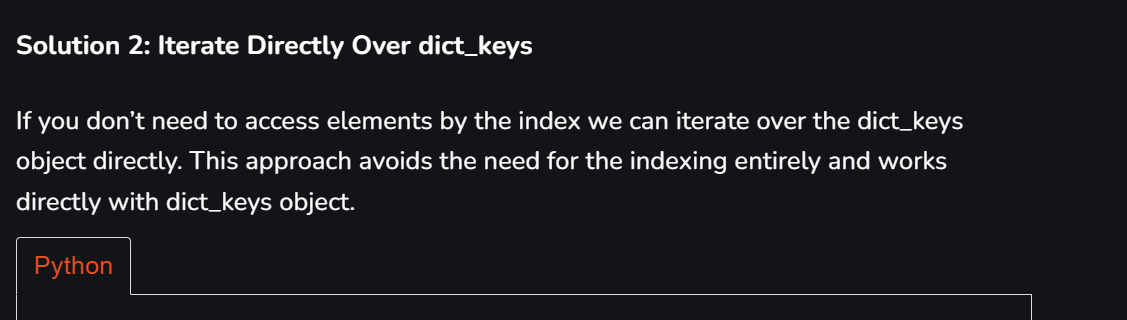 Solution 2: Iterate Directly Over dict_keys
If you don’t need to access elements by the index we can iterate over the dict_keys
object directly. This approach avoids the need for the indexing entirely and works
directly with dict_keys object.
Python